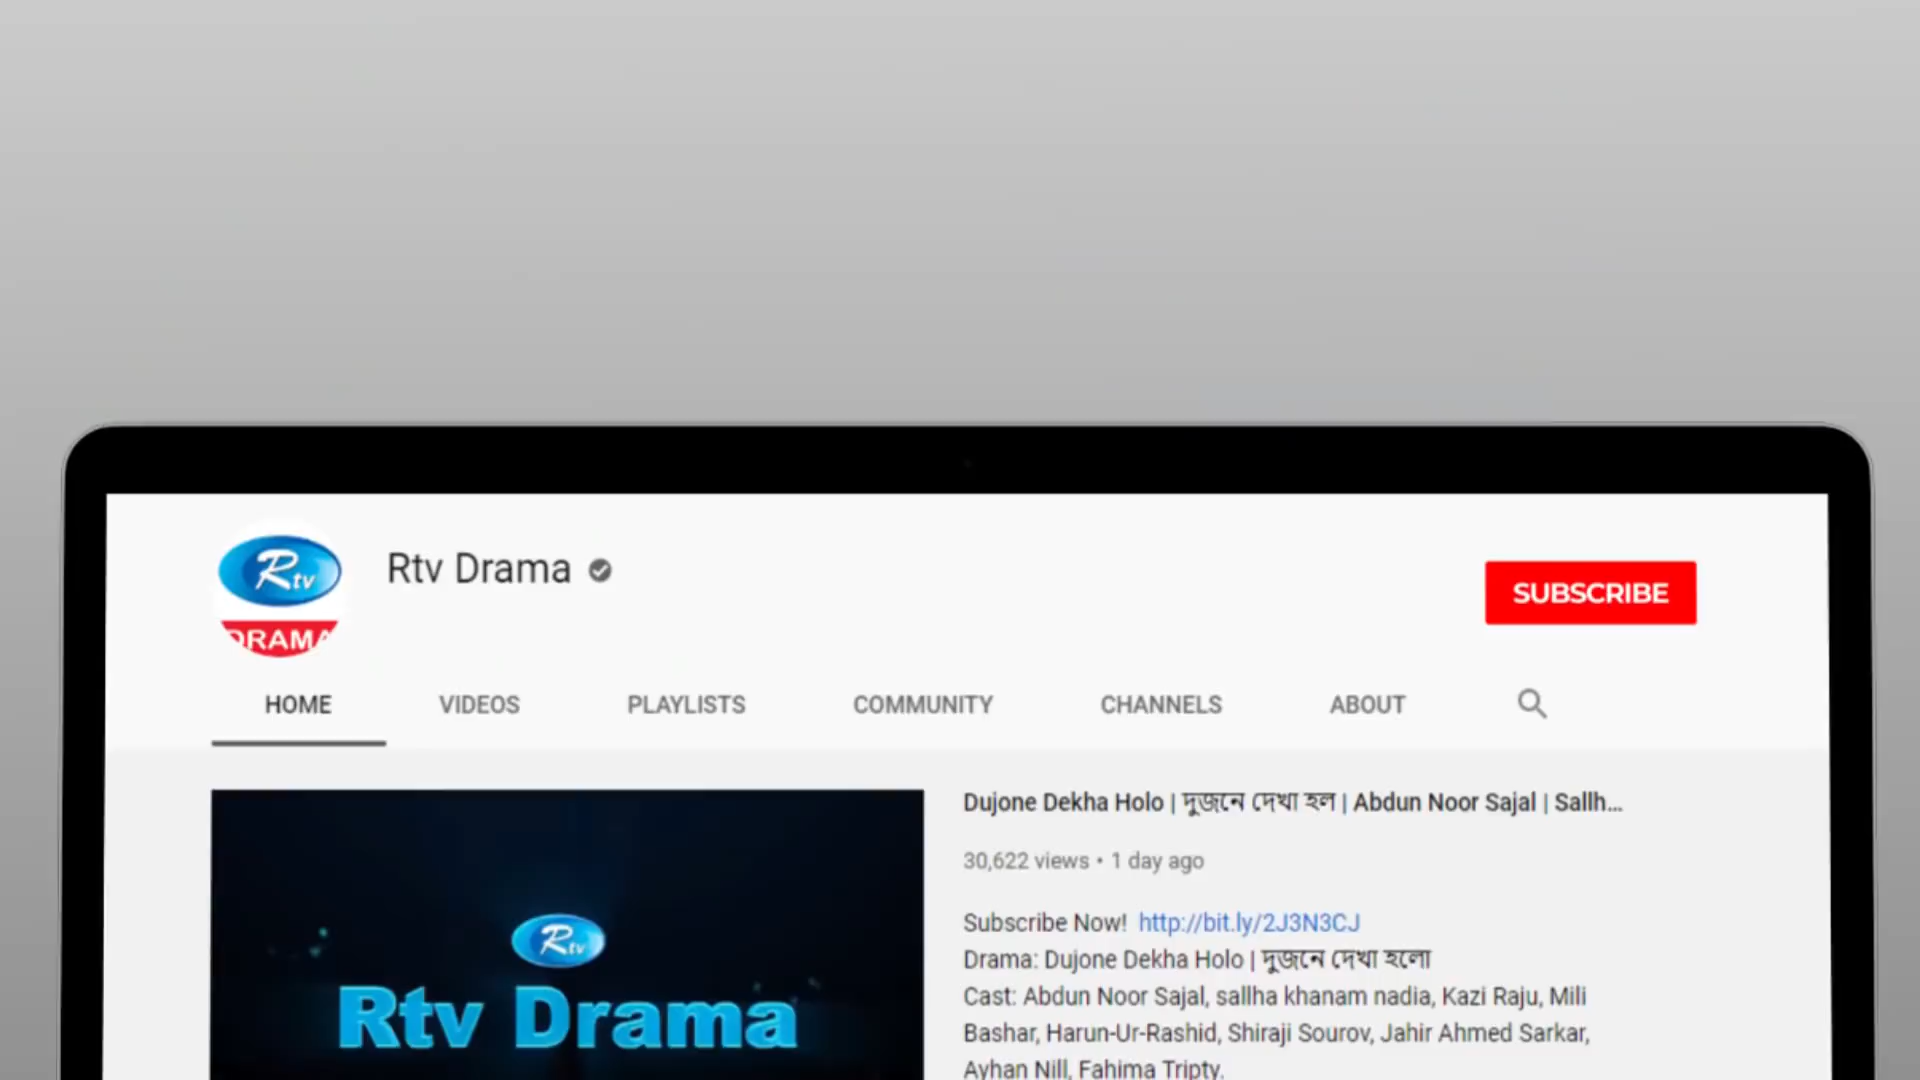 Rtv
DRAMA
Rtv Drama
SUBSCRIBE
HOME VIDEOS PLAYLISTS COMMUNITY CHANNELS ABOUT
Rtv
Rtv Drama
Dujone Dekha Holo | দুজনে দেখা হল | Abdun Noor Sajal | Sallh...
30,622 views • 1 day ago
Subscribe Now! http://bit.ly/2J3N3CJ
Drama: Dujone Dekha Holo | দুজনে দেখা হলো
Cast: Abdun Noor Sajal, sallha khanam nadia, Kazi Raju, Mili
Bashar, Harun-Ur-Rashid, Shiraji Sourov, Jahir Ahmed Sarkar,
Ayhan Nill, Fahima Tripty.